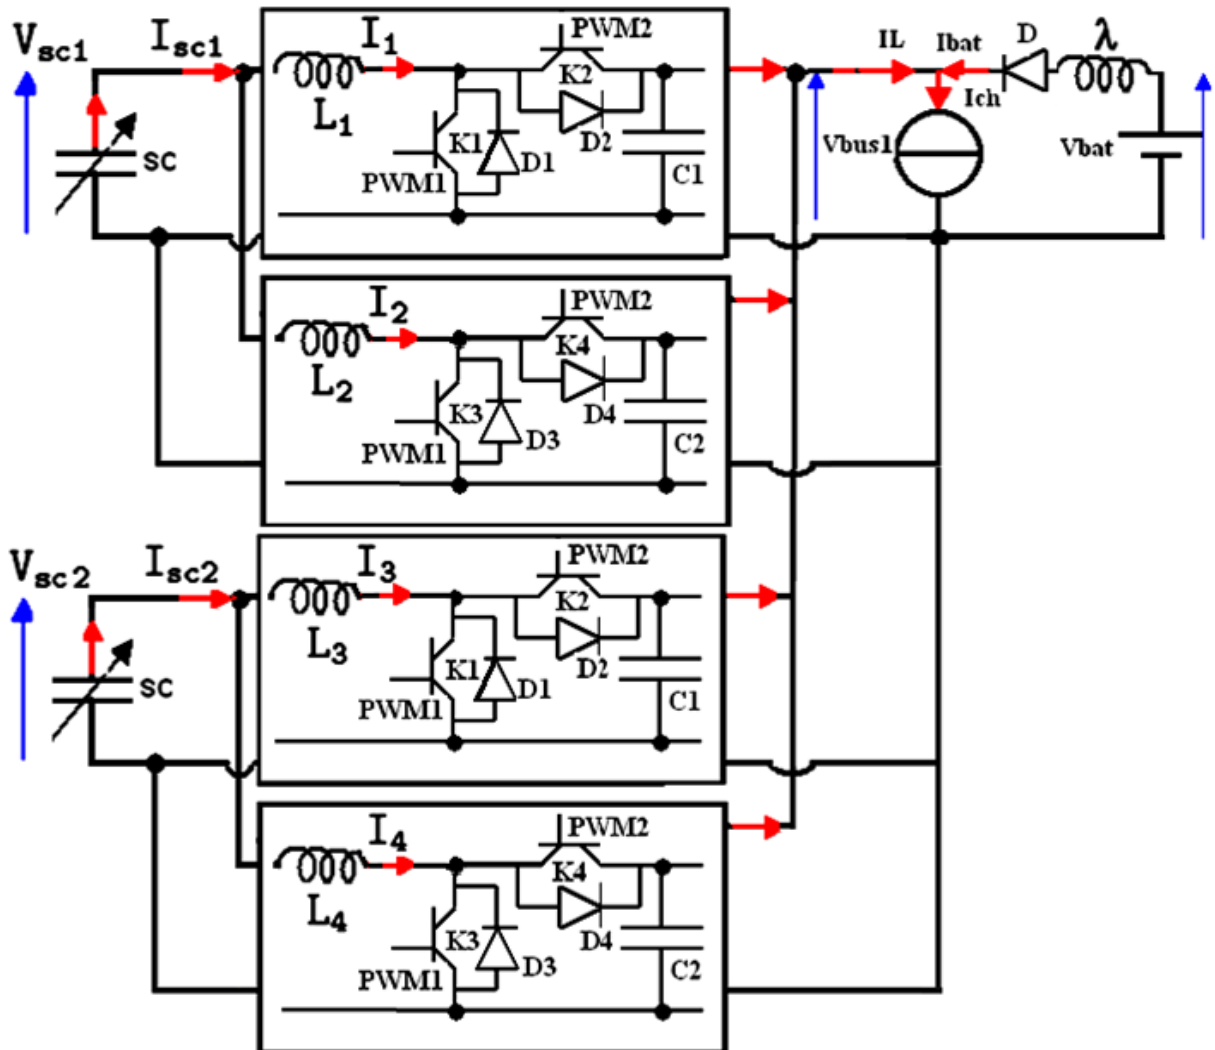 Vsc1
Isc1
I1
PWM2
L1
K2
D2
K1
D1
PWM1
C1
SC
IL
Ibat
D
λ
Ich
Vbus1
Vbat
I2
PWM2
L2
K4
D4
K3
D3
PWM1
C2
Vsc2
Isc2
I3
PWM2
L3
K2
D2
K1
D1
PWM1
C1
SC
I4
PWM2
L4
K4
D4
K3
D3
PWM1
C2